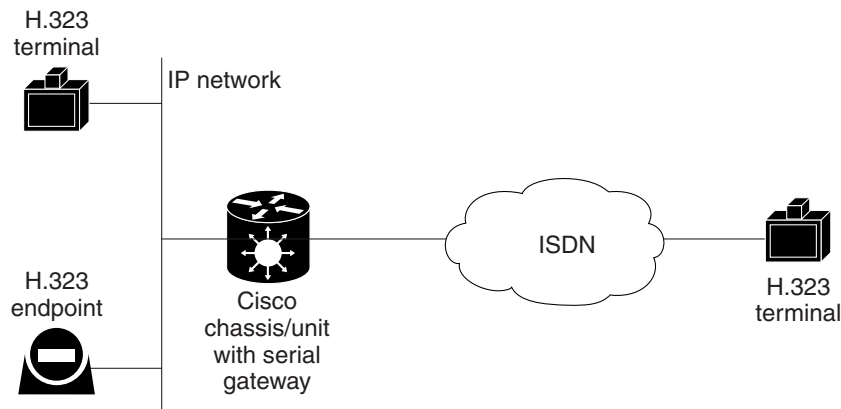 H.323
terminal
IP network
H.323
endpoint
Cisco
chassis/unit
with serial
gateway
ISDN
H.323
terminal